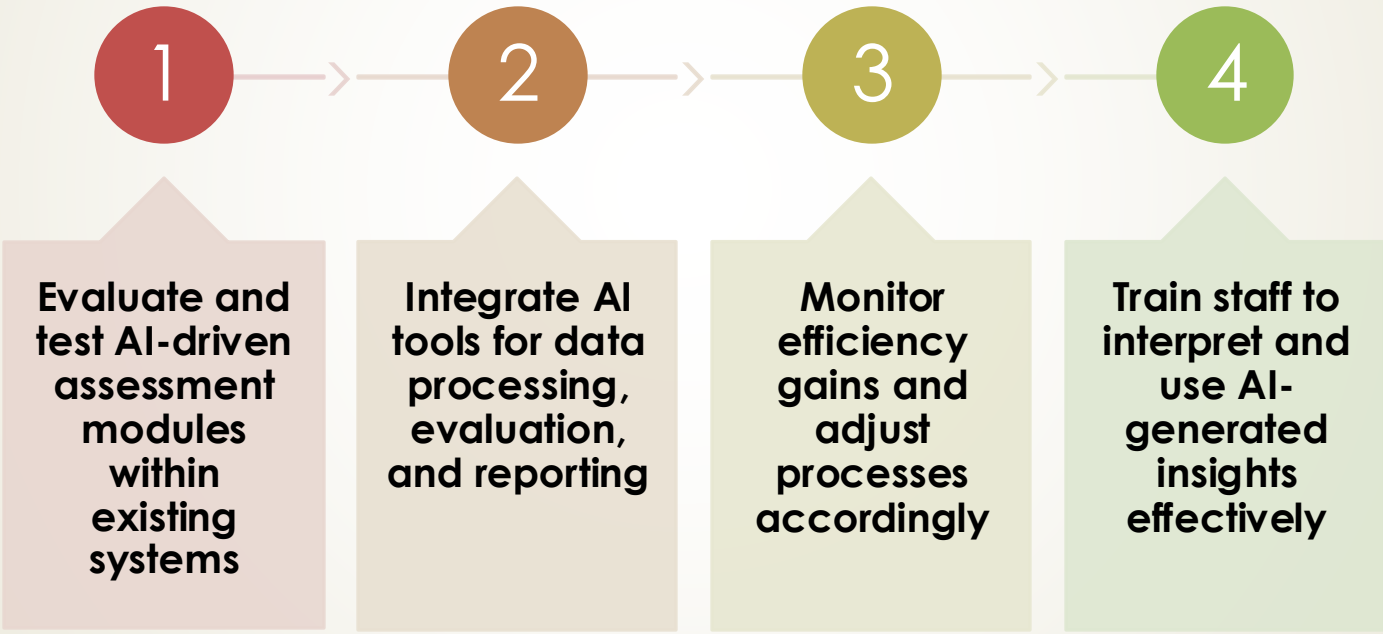 1
Evaluate and
test AI-driven
assessment
modules
within
existing
systems
2
Integrate AI
tools for data
processing,
evaluation,
and reporting
3
Monitor
efficiency
gains and
adjust
processes
accordingly
4
Train staff to
interpret and
use AI-
generated
insights
effectively